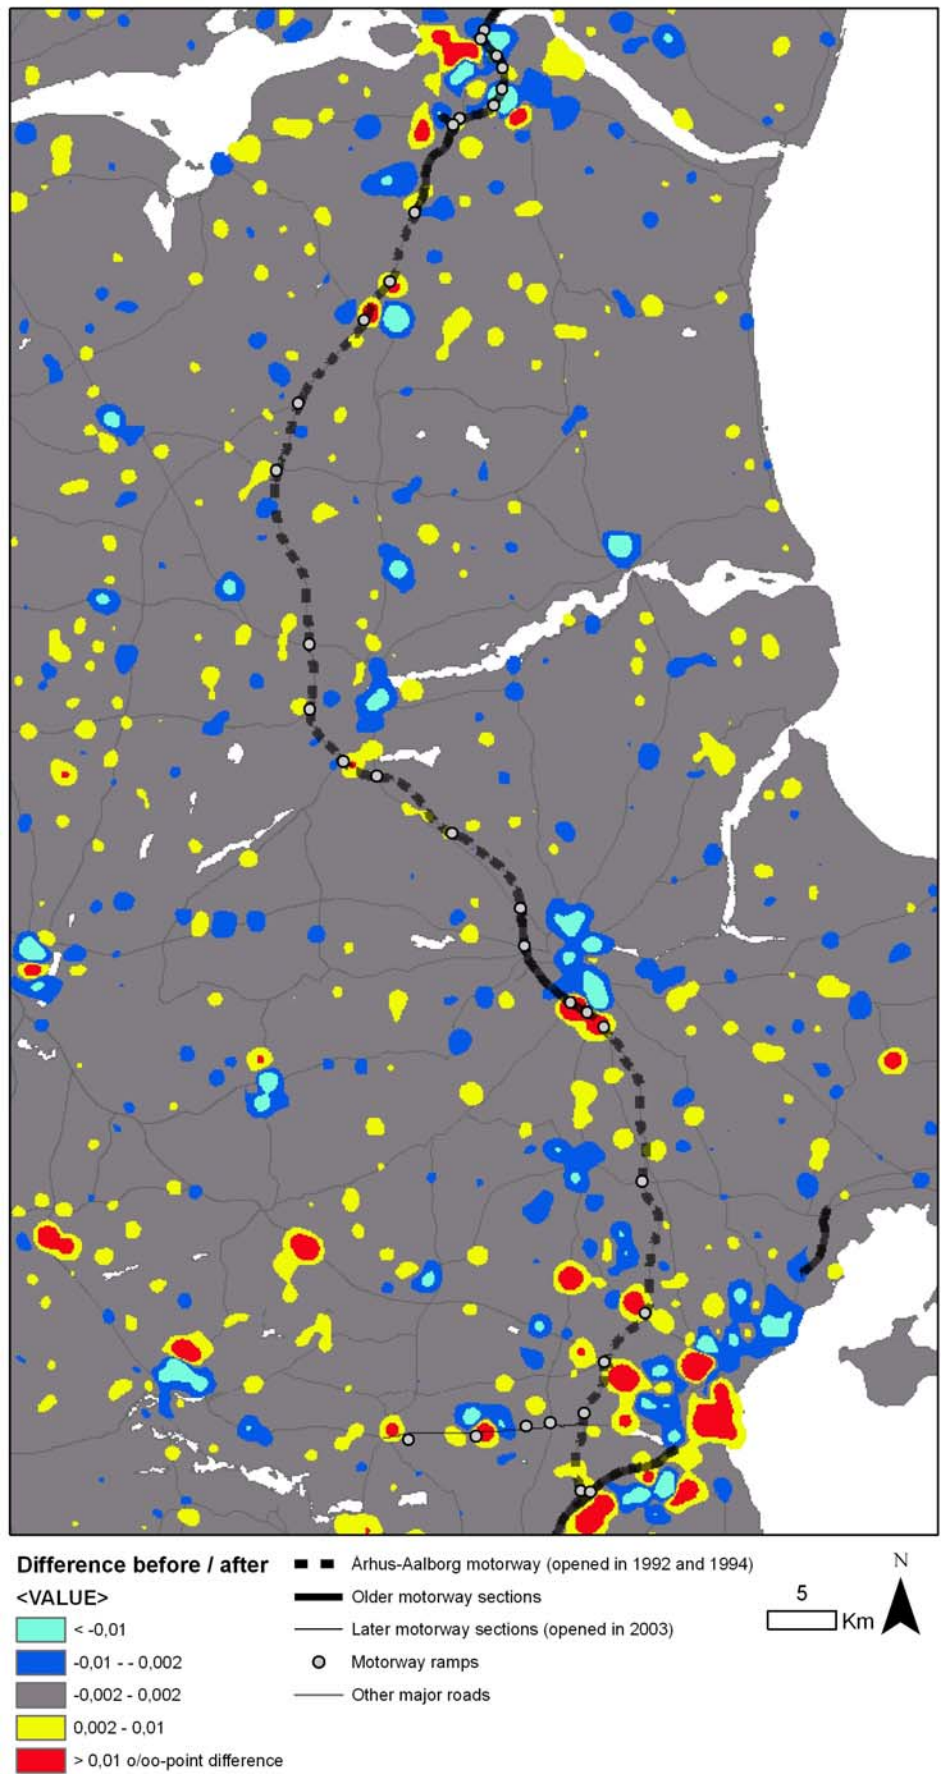 Difference before / after
<VALUE>
< -0,01
-0,01 - - 0,002
-0,002 - 0,002
0,002 - 0,01
> 0,01 o/oo-point difference
Århus-Aalborg motorway (opened in 1992 and 1994)
Older motorway sections
Later motorway sections (opened in 2003)
Motorway ramps
Other major roads
5
Km
N